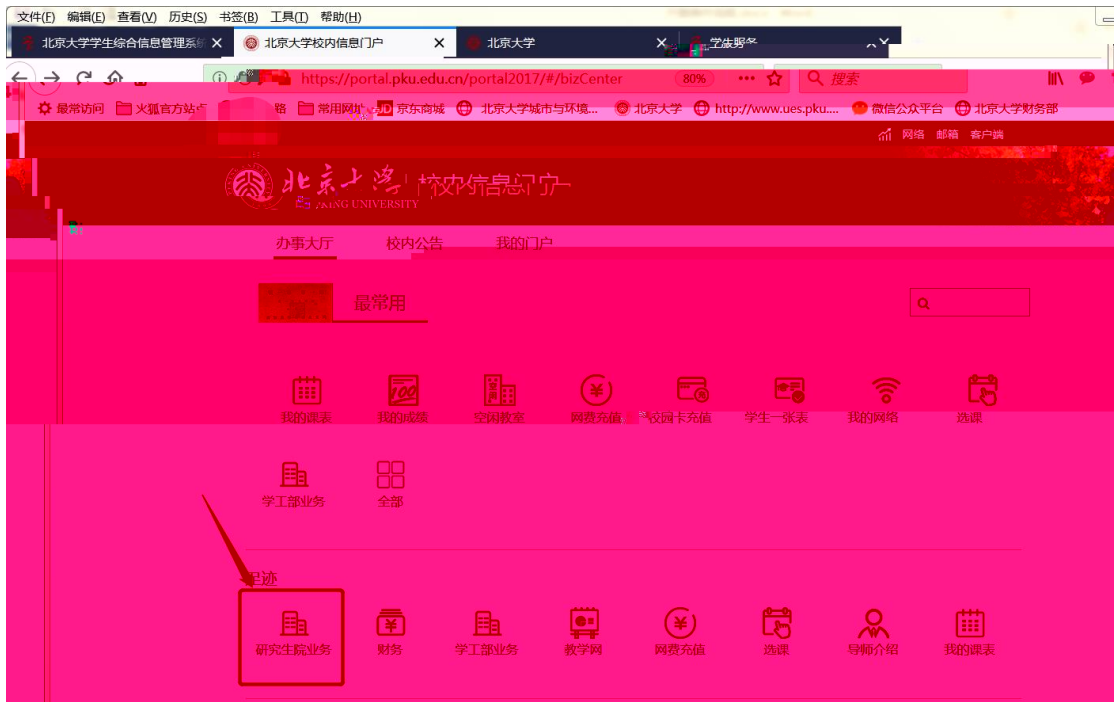 文件(F) 编辑(E) 查看(V) 历史(S) 书签(B) 工具(T) 帮助(H)
北京大学学生综合信息管理系统 北京大学校内信息门户 北京大学
https://portal.pku.edu.cn/portal2017/#/bizCenter 80% 搜索
最常访问 火狐官方站点 常用网址 京东商城 北京大学城市与环境... 北京大学 http://www.ues.pku.... 微信公众平台 北京大学财务部
网络 邮箱 客户端
北京大学 校内信息门户
UNIVERSITY
办事大厅 校内公告 我的门户
最常用
我的课表 我的成绩 空闲教室 网费充值 校园卡充值 学生一张表 我的网络 选课
学工部业务 全部
足迹
研究生院业务 财务 学工部业务 教学网 网费充值 选课 导师介绍 我的课表